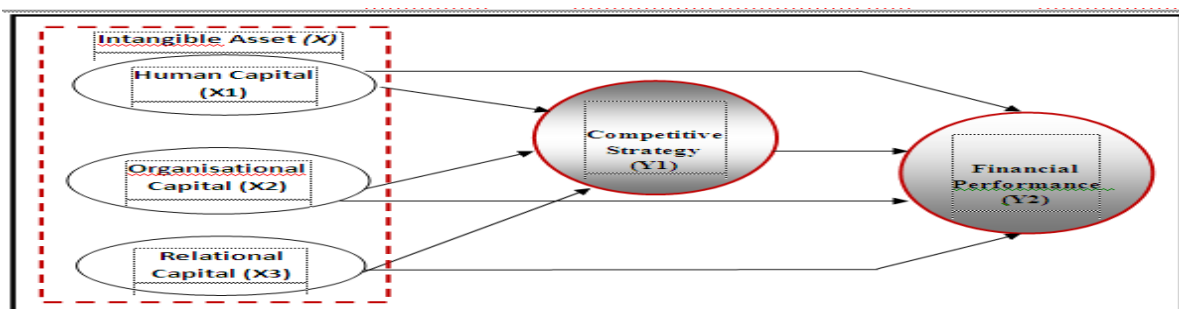 Intangible Asset (X)
Human Capital
(X1)
Competitive
Strategy
(Y1)
Organisational
Capital (X2)
Financial
Performance
(Y2)
Relational
Capital (X3)